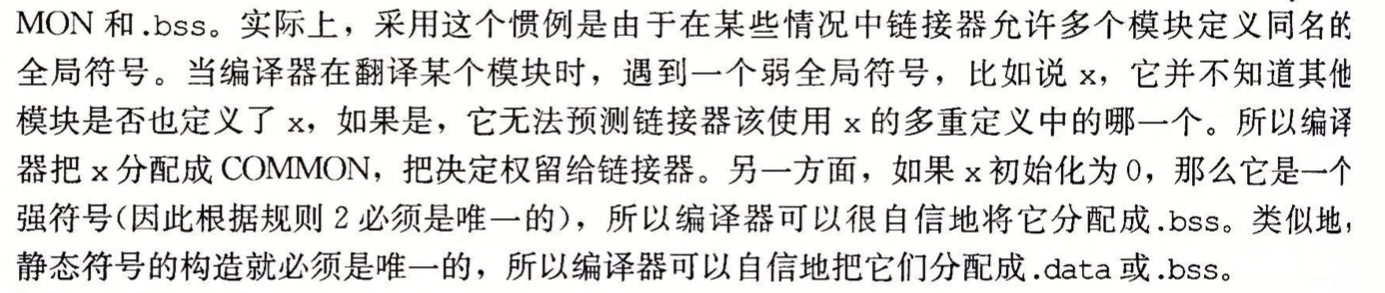 MON 和.bss。实际上，采用这个惯例是由于在某些情况中链接器允许多个模块定义同名的
全局符号。当编译器在翻译某个模块时，遇到一个弱全局符号，比如说 x，它并不知道其他
模块是否也定义了 x，如果是，它无法预测链接器该使用 x 的多重定义中的哪一个。所以编译
器把 x 分配成 COMMON，把决定权留给链接器。另一方面，如果 x 初始化为 0，那么它是一个
强符号(因此根据规则 2 必须是唯一的)，所以编译器可以很自信地将它分配成.bss。类似地，
静态符号的构造就必须是唯一的，所以编译器可以自信地把它们分配成.data 或.bss。